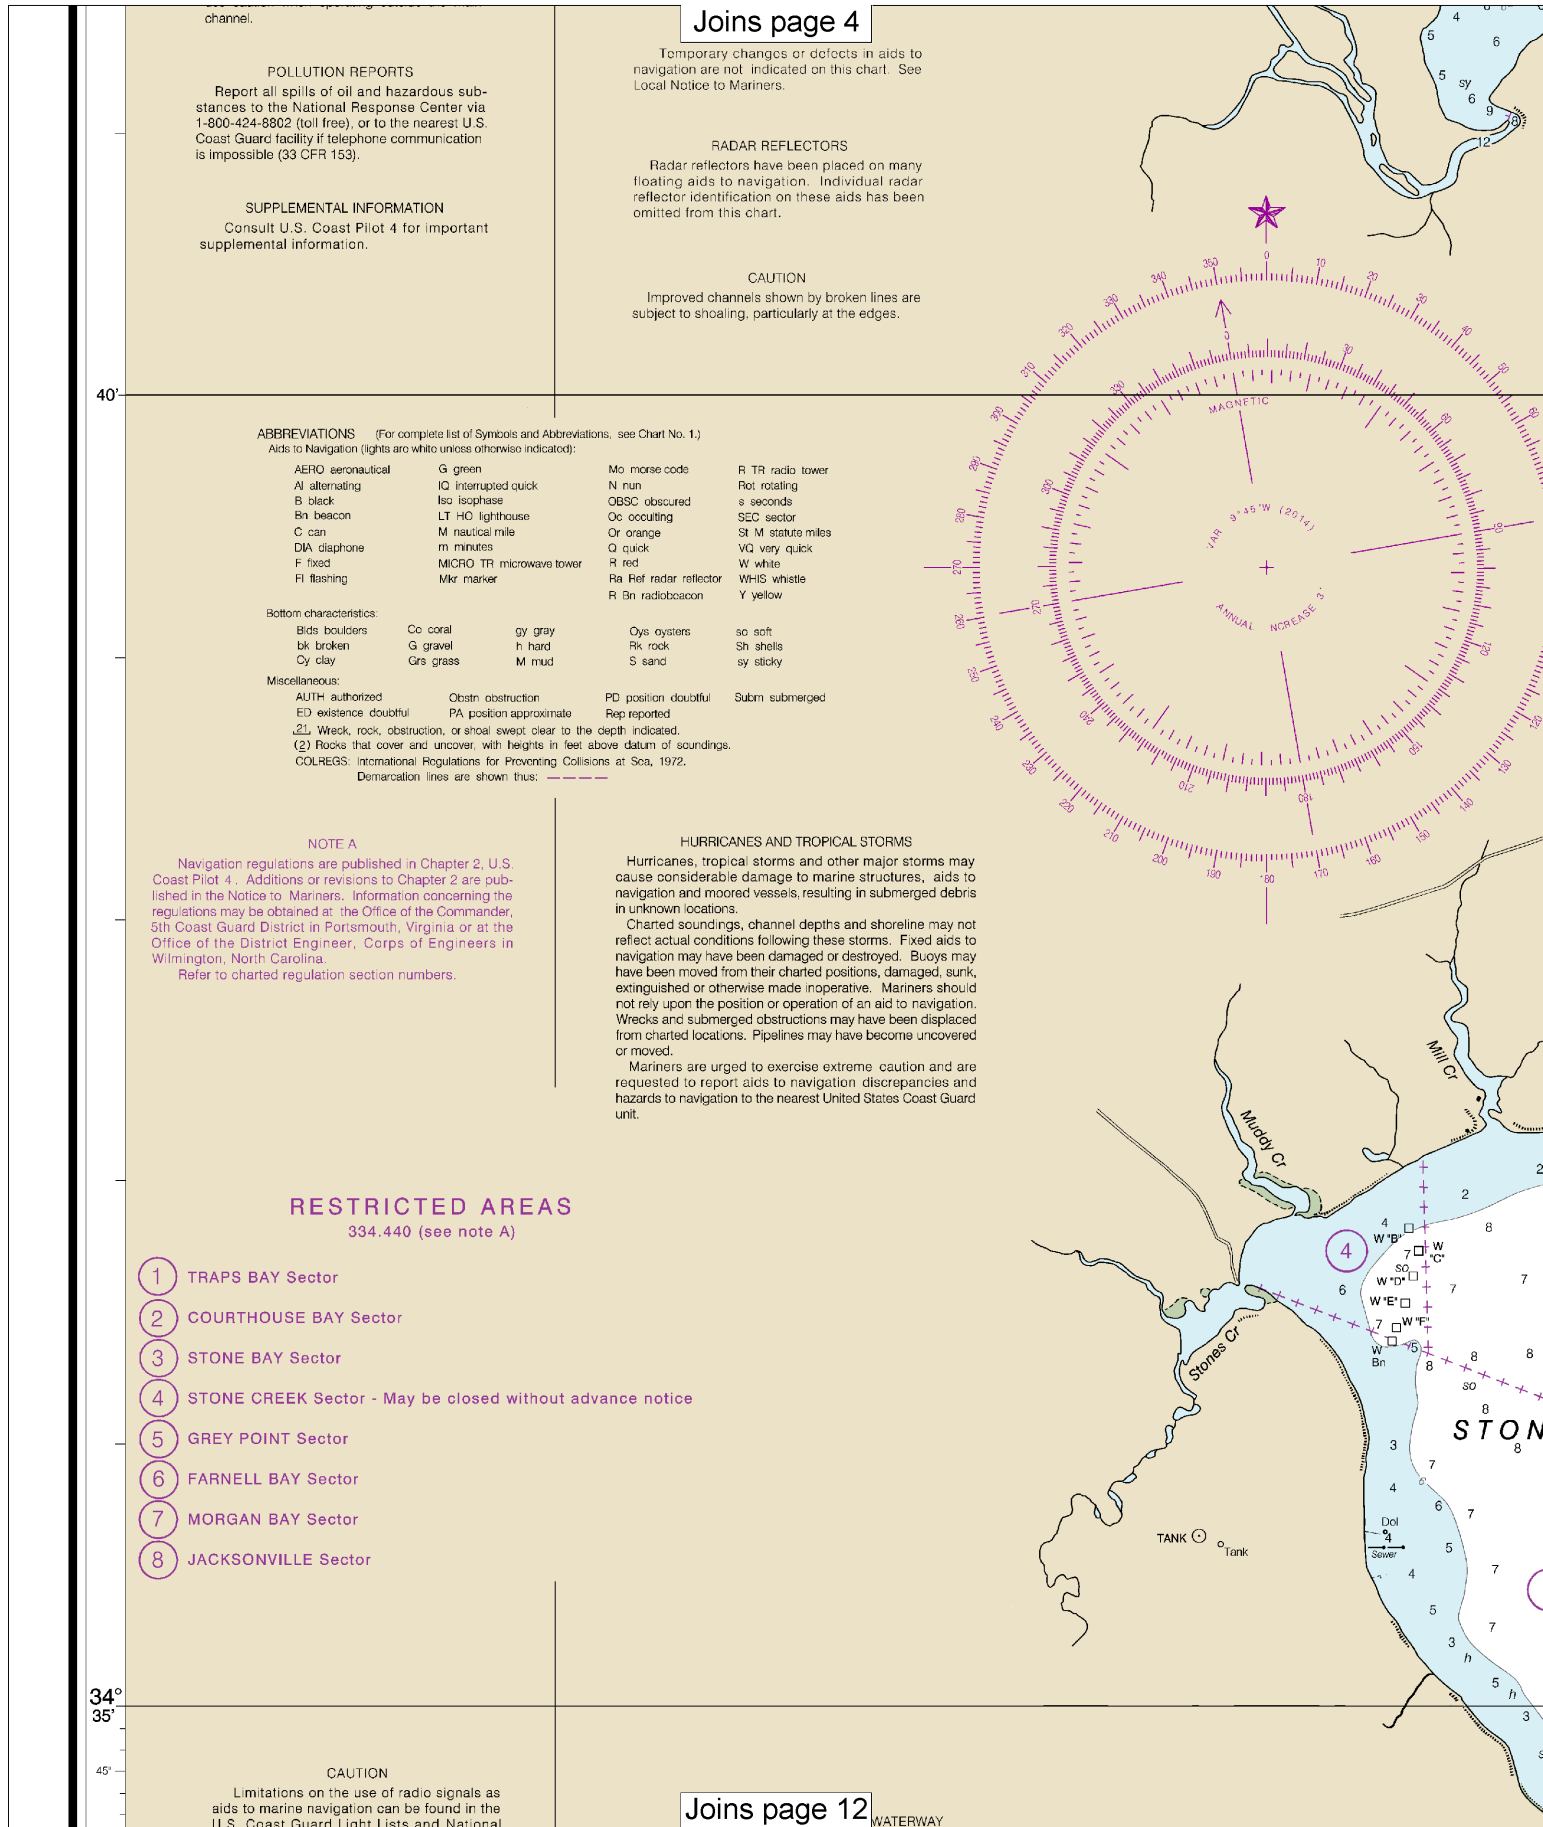 channel.
Joins page 4
POLLUTION REPORTS
Report all spills of oil and hazardous sub-
stances to the National Response Center via
1-800-424-8802 (toll free), or to the nearest U.S.
Coast Guard facility if telephone communication
is impossible (33 CFR 153).
SUPPLEMENTAL INFORMATION
Consult U.S. Coast Pilot 4 for important
supplemental information.
Temporary changes or defects in aids to
navigation are not indicated on this chart. See
Local Notice to Mariners.
RADAR REFLECTORS
Radar reflectors have been placed on many
floating aids to navigation. Individual radar
reflector identification on these aids has been
omitted from this chart.
CAUTION
Improved channels shown by broken lines are
subject to shoaling, particularly at the edges.
40'
ABBREVIATIONS (For complete list of Symbols and Abbreviations, see Chart No. 1.)
Aids to Navigation (lights are white unless otherwise indicated):
AERO aeronautical G green Mo morse code R TR radio tower
Al alternating IQ interrupted quick N nun Rot rotating
B black Iso isophase OBSC obscured s seconds
Bn beacon LT HO lighthouse Oc occulting SEC sector
C can M nautical mile Or orange St M statute miles
DIA diaphone m minutes Q quick VQ very quick
F fixed MICRO TR microwave tower R red W white
Fl flashing Mkr marker Ra Ref radar reflector WHIS whistle
R Bn radiobeacon Y yellow
Bottom characteristics:
Blds boulders Co coral gy gray Oys oysters so soft
bk broken G gravel h hard Rk rock Sh shells
Cy clay Grs grass M mud S sand sy sticky
Miscellaneous:
AUTH authorized Obstn obstruction PD position doubtful Subm submerged
ED existence doubtful PA position approximate Rep reported
21, Wreck, rock, obstruction, or shoal swept clear to the depth indicated.
(2) Rocks that cover and uncover, with heights in feet above datum of soundings.
COLREGS: International Regulations for Preventing Collisions at Sea, 1972.
Demarcation lines are shown thus:
NOTE A
Navigation regulations are published in Chapter 2, U.S.
Coast Pilot 4. Additions or revisions to Chapter 2 are pub-
lished in the Notice to Mariners. Information concerning the
regulations may be obtained at the Office of the Commander,
5th Coast Guard District in Portsmouth, Virginia or at the
Office of the District Engineer, Corps of Engineers in
Wilmington, North Carolina.
Refer to charted regulation section numbers.
HURRICANES AND TROPICAL STORMS
Hurricanes, tropical storms and other major storms may
cause considerable damage to marine structures, aids to
navigation and moored vessels, resulting in submerged debris
in unknown locations.
Charted soundings, channel depths and shoreline may not
reflect actual conditions following these storms. Fixed aids to
navigation may have been damaged or destroyed. Buoys may
have been moved from their charted positions, damaged, sunk,
extinguished or otherwise made inoperative. Mariners should
not rely upon the position or operation of an aid to navigation.
Wrecks and submerged obstructions may have been displaced
from charted locations. Pipelines may have become uncovered
or moved.
Mariners are urged to exercise extreme caution and are
requested to report aids to navigation discrepancies and
hazards to navigation to the nearest United States Coast Guard
unit.
RESTRICTED AREAS
334.440 (see note A)
1 TRAPS BAY Sector
2 COURTHOUSE BAY Sector
3 STONE BAY Sector
4 STONE CREEK Sector - May be closed without advance notice
5 GREY POINT Sector
6 FARNELL BAY Sector
7 MORGAN BAY Sector
8 JACKSONVILLE Sector
MAGNETIC
VAR 9°45'W (2014)
ANNUAL NCREASE 3'
Mill Cr
Muddy Cr
Stones Cr
4
W "B"
W "C"
W "D"
W "E"
W "F"
W Bn
so
STON
Dol
Sewer
TANK
Tank
34°
35'
45"
CAUTION
Limitations on the use of radio signals as
aids to marine navigation can be found in the
U.S. Coast Guard Light Lists and National
Joins page 12
WATERWAY